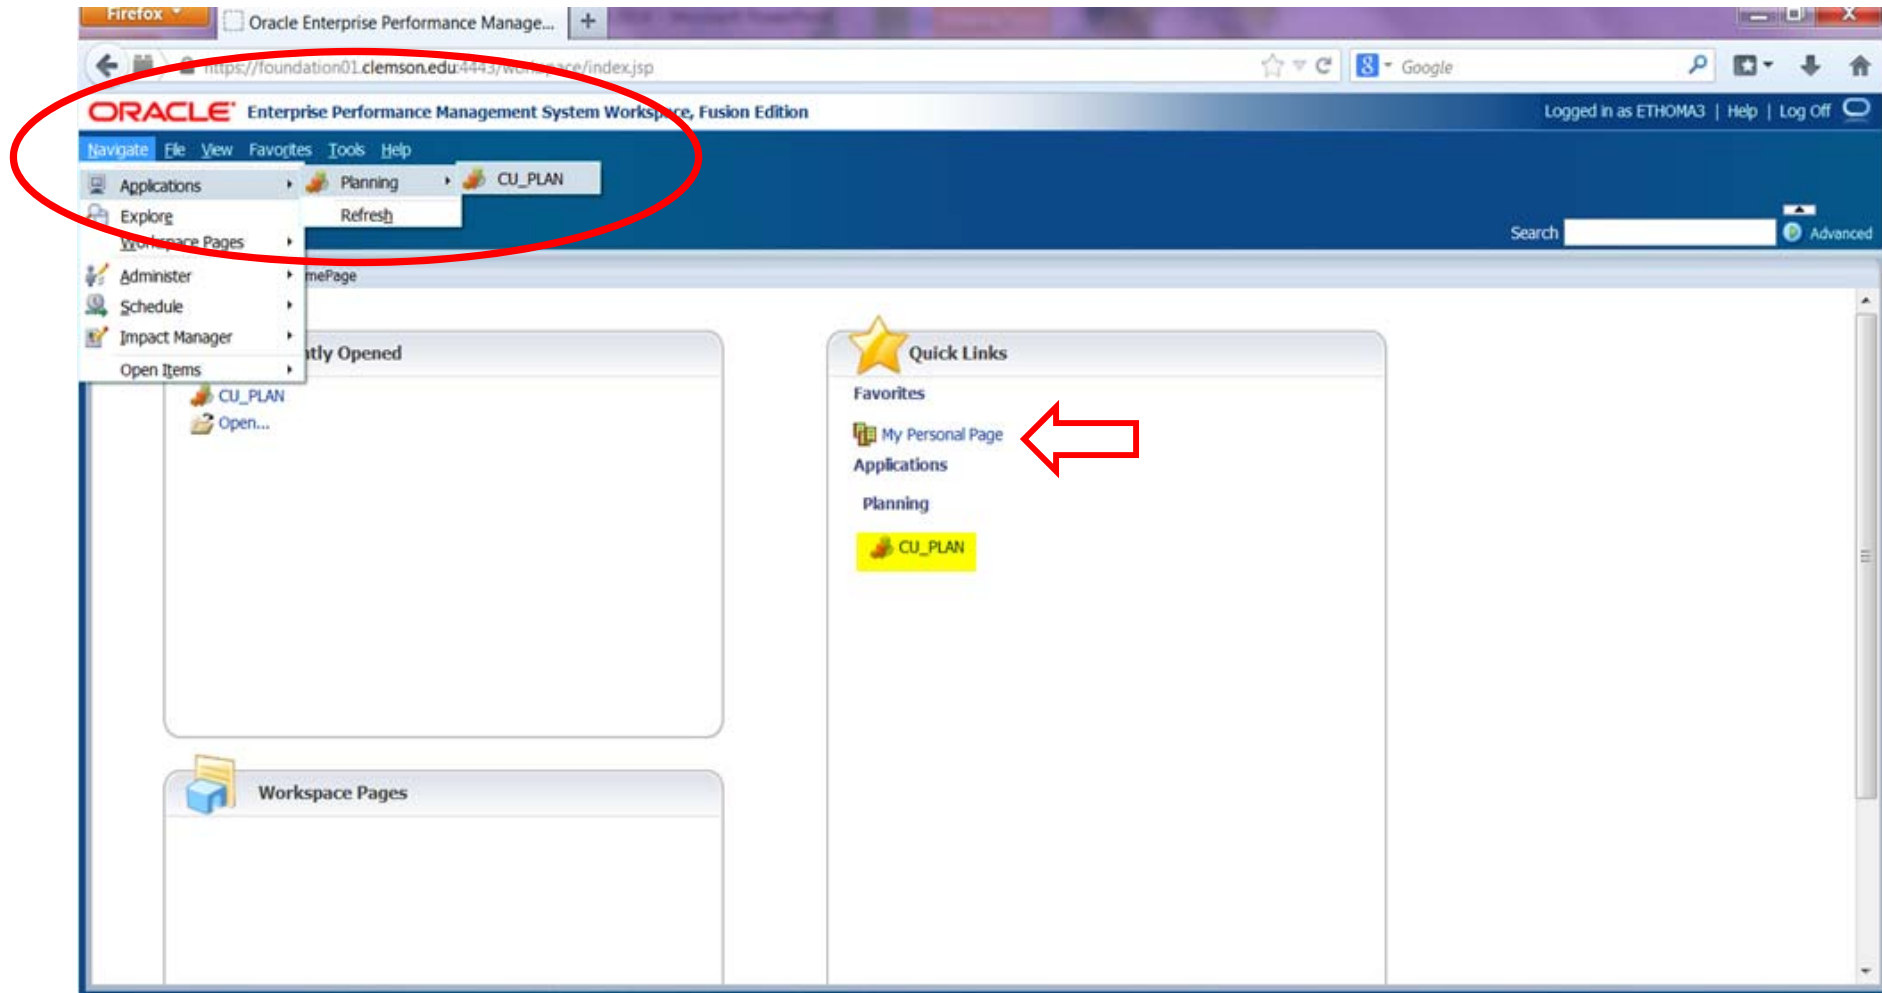 Firefox
Oracle Enterprise Performance Manage... +
https://foundation01.clemson.edu:4443/workspace/index.jsp
Google
ORACLE Enterprise Performance Management System Workspace, Fusion Edition
Logged in as ETHOMA3 | Help | Log Off
Navigate File View Favorites Tools Help
Applications Planning CU_PLAN
Explore Refresh
Search Advanced
Workspace Pages
Administer mePage
Schedule
Impact Manager
tly Opened
Open Items
CU_PLAN
Open...
Quick Links
Favorites
My Personal Page
Applications
Planning
CU_PLAN
Workspace Pages